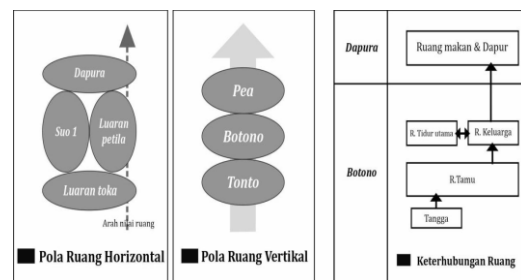 Dapura
Suo 1
Luaran
petila
Luaran toka
Arah nilai ruang
Pola Ruang Horizontal
Pea
Botono
Tonto
Pola Ruang Vertikal
Dapura
Ruang makan & Dapur
Botono
R. Tidur utama
R. Keluarga
R.Tamu
Tangga
Keterhubungan Ruang